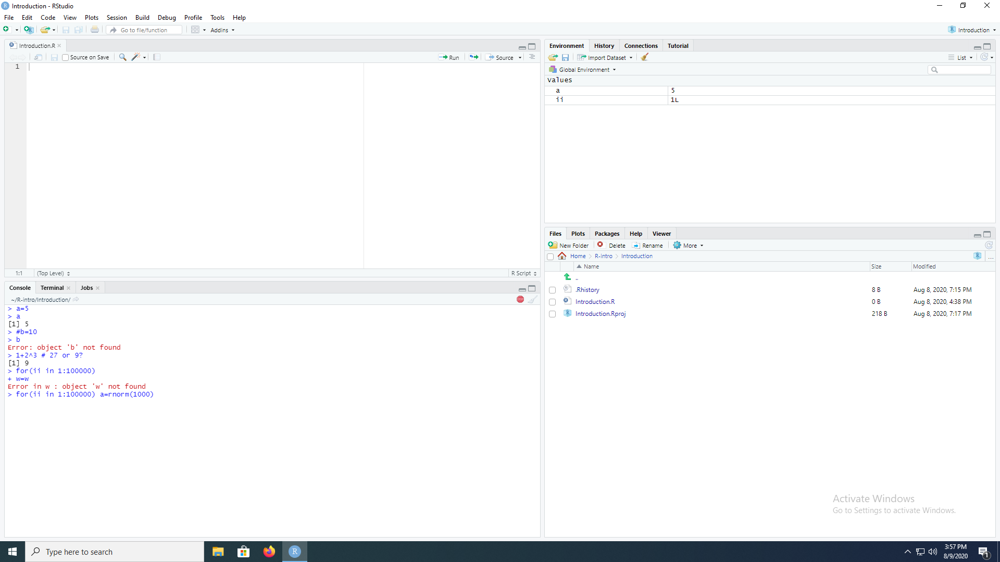 Introduction - RStudio
File Edit Code View Plots Session Build Debug Profile Tools Help
Go to file/function Addins Introduction
Introduction.R
Source on Save Run Source
1
1:1 (Top Level) R Script
Console Terminal Jobs
~/R-intro/Introduction/
> a=5
> a
[1] 5
> #b=10
> b
Error: object 'b' not found
> 1+2^3 # 27 or 9?
[1] 9
> for(ii in 1:100000)
+ w=w
Error in w : object 'w' not found
> for(ii in 1:100000) a=rnorm(1000)
Environment History Connections Tutorial
Import Dataset List
Global Environment
Values
a 5
ii 1L
Files Plots Packages Help Viewer
New Folder Delete Rename More
Home R-intro Introduction ...
Name Size Modified
..
.Rhistory 8 B Aug 8, 2020, 7:15 PM
Introduction.R 0 B Aug 8, 2020, 4:38 PM
Introduction.Rproj 218 B Aug 8, 2020, 7:17 PM
Activate Windows
Go to Settings to activate Windows.
Type here to search
3:57 PM
8/9/2020
1